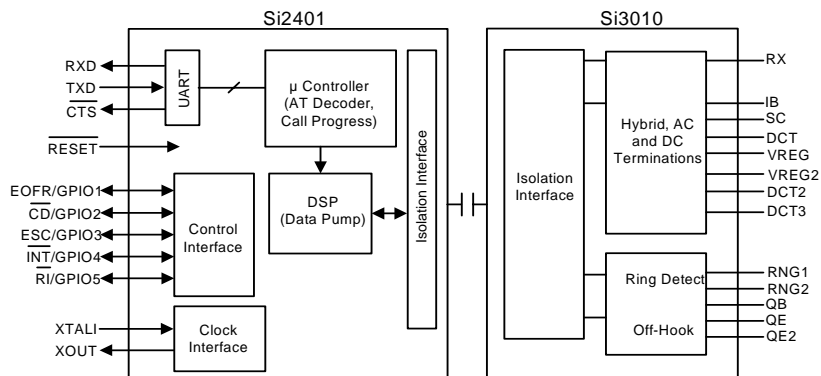 Si2401
Si3010
RXD
TXD
CTS
RESET
EOFR/GPIO1
CD/GPIO2
ESC/GPIO3
INT/GPIO4
RI/GPIO5
XTALI
XOUT
UART
µ Controller
(AT Decoder,
Call Progress)
DSP
(Data Pump)
Control
Interface
Clock
Interface
Isolation Interface
Isolation
Interface
Hybrid, AC
and DC
Terminations
Ring Detect
Off-Hook
RX
IB
SC
DCT
VREG
VREG2
DCT2
DCT3
RNG1
RNG2
QB
QE
QE2